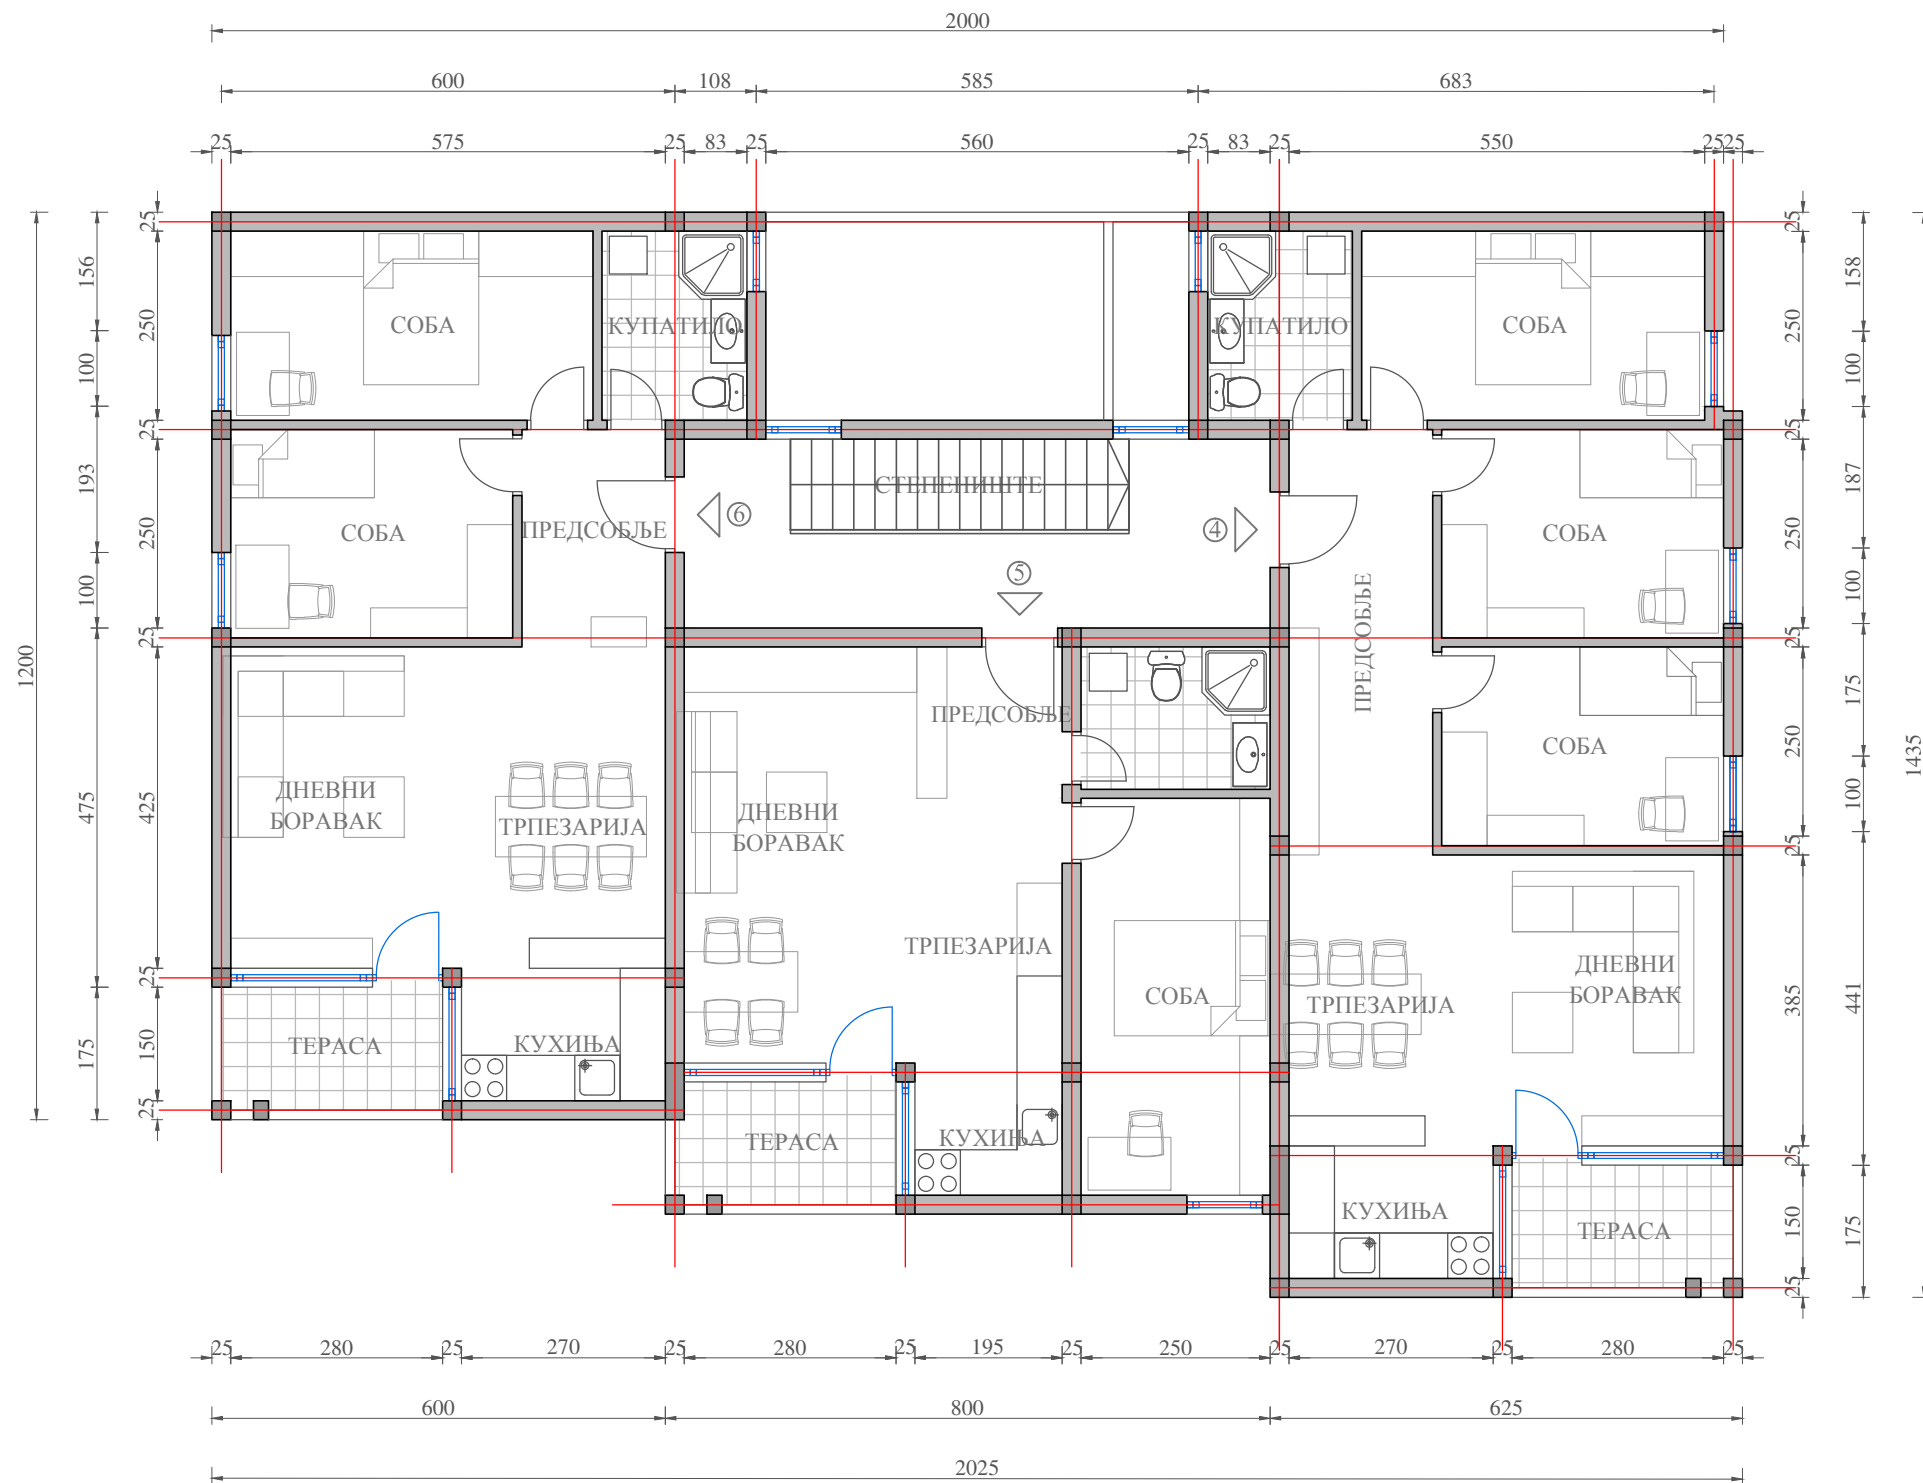 2000
600 108 585 683
25 575 25 83 25 560 25 83 25 550 25 25
25 25
156 158
250 СОБА КУПАТИЛО КУПАТИЛО СОБА 250
100 100
25 25
193 СТЕПЕНИШТЕ 187
250 СОБА ПРЕДСОБЉЕ 6 4 СОБА 250
100 5 ПРЕДСОБЉЕ 100
25 25
1200 1435
175
ПРЕДСОБЉЕ СОБА 250
475 425 ДНЕВНИ
БОРАВАК
ТРПЕЗАРИЈА
ДНЕВНИ
БОРАВАК
100
25
ТРПЕЗАРИЈА
ДНЕВНИ
БОРАВАК
25 СОБА ТРПЕЗАРИЈА 385 441
175 150 ТЕРАСА КУХИЊА
25
ТЕРАСА КУХИЊА 25
КУХИЊА ТЕРАСА 150 175
25
25 280 25 270 25 280 25 195 25 250 25 270 25 280 25
600 800 625
2025